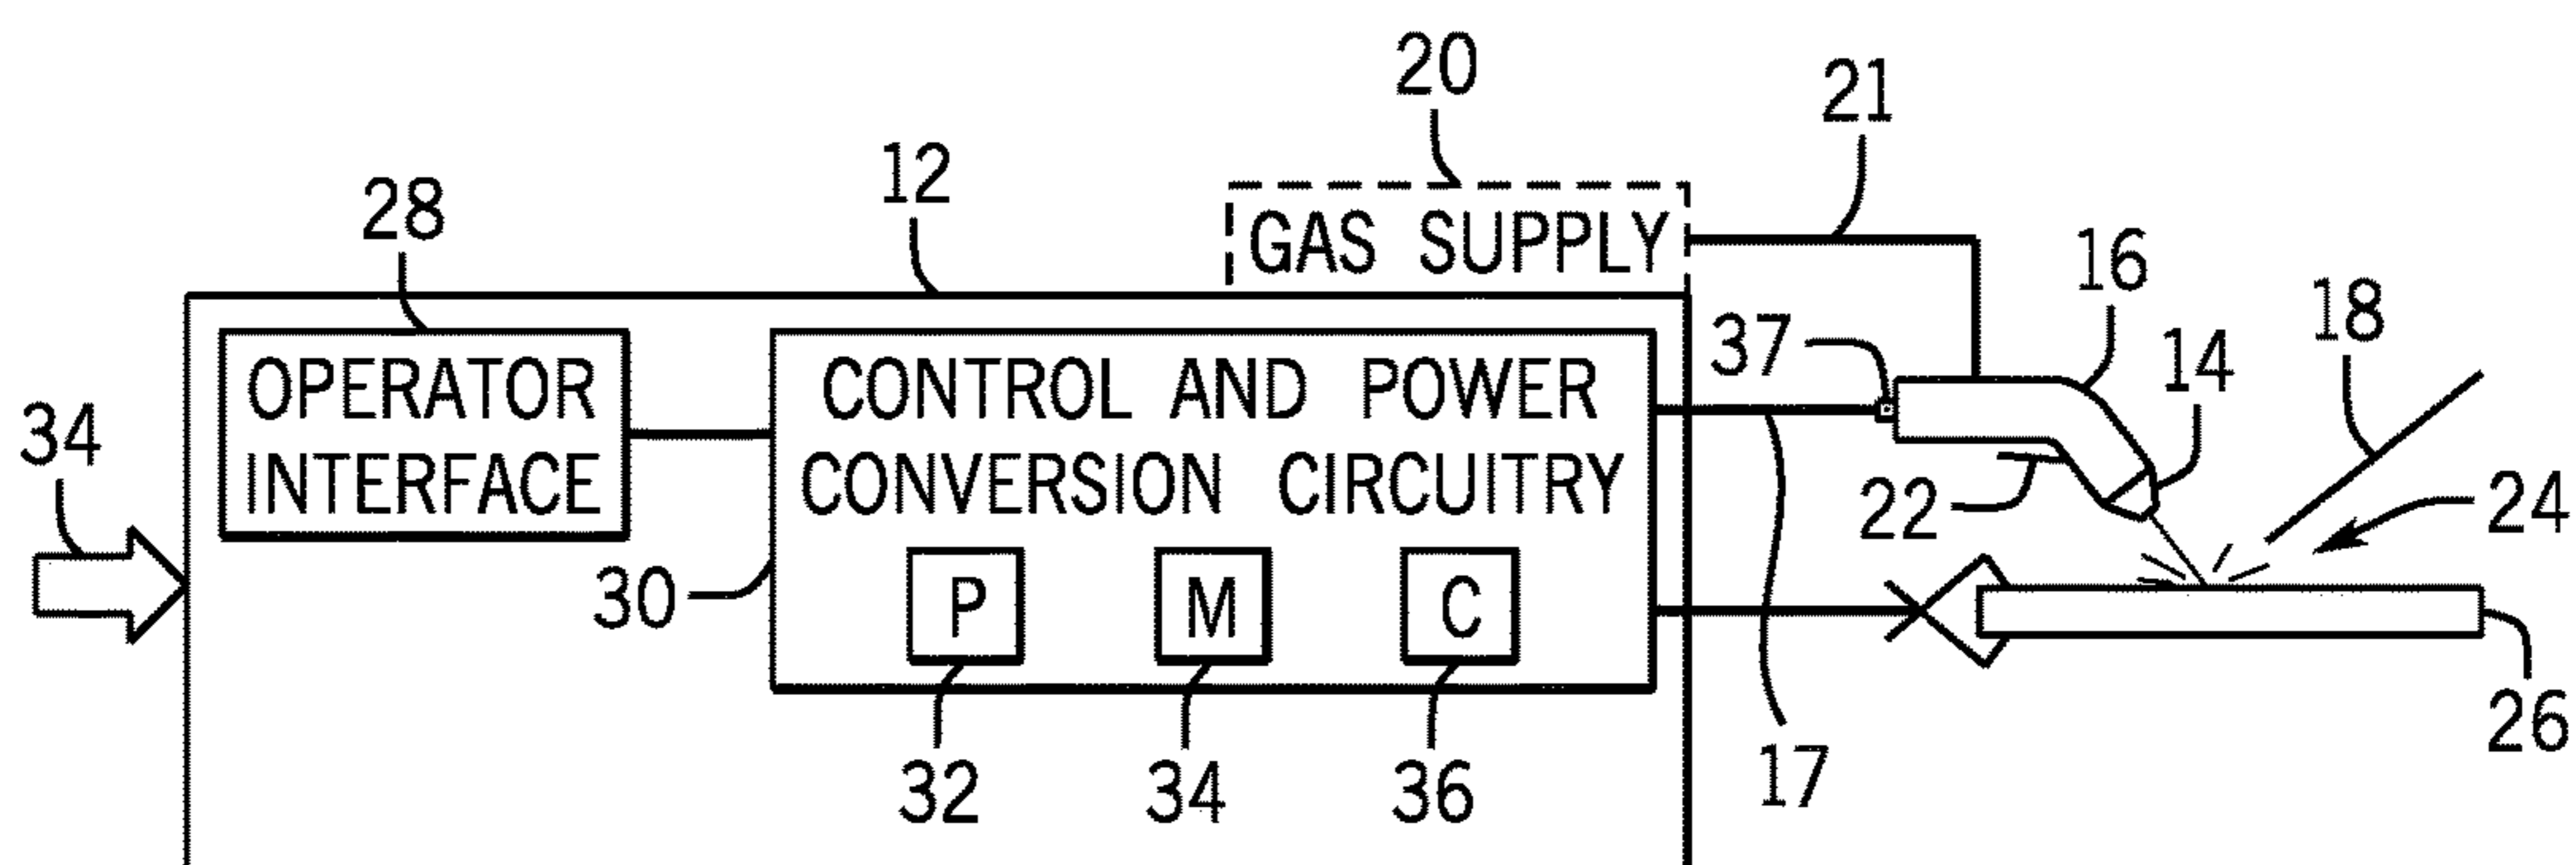 20
21
12
28
GAS SUPPLY
16
18
37
14
OPERATOR
INTERFACE
CONTROL AND POWER
CONVERSION CIRCUITRY
34
22
24
30
P
M
C
26
32
34
36
17